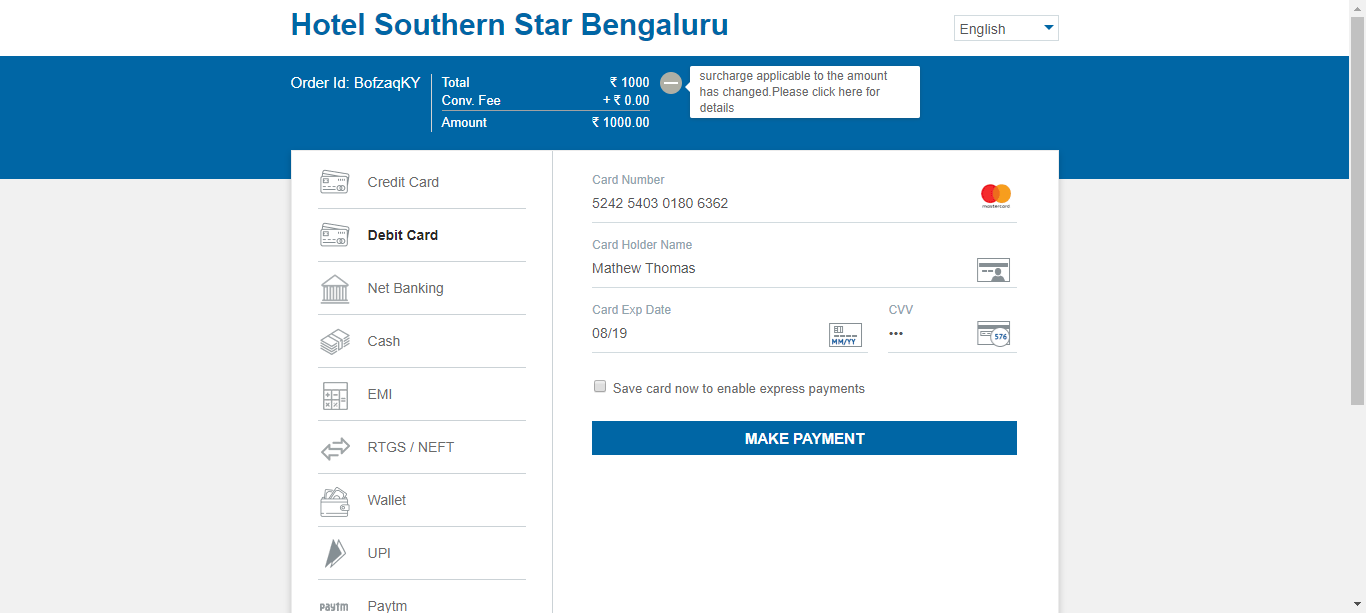 Hotel Southern Star Bengaluru
English
Order Id: BofzaqKY
Total ₹ 1000
Conv. Fee + ₹ 0.00
Amount ₹ 1000.00
surcharge applicable to the amount
has changed.Please click here for
details
Credit Card
Debit Card
Net Banking
Cash
EMI
RTGS / NEFT
Wallet
UPI
paytm Paytm
Card Number
5242 5403 0180 6362
mastercard
Card Holder Name
Mathew Thomas
Card Exp Date
08/19
MM/YY
CVV
•••
576
Save card now to enable express payments
MAKE PAYMENT